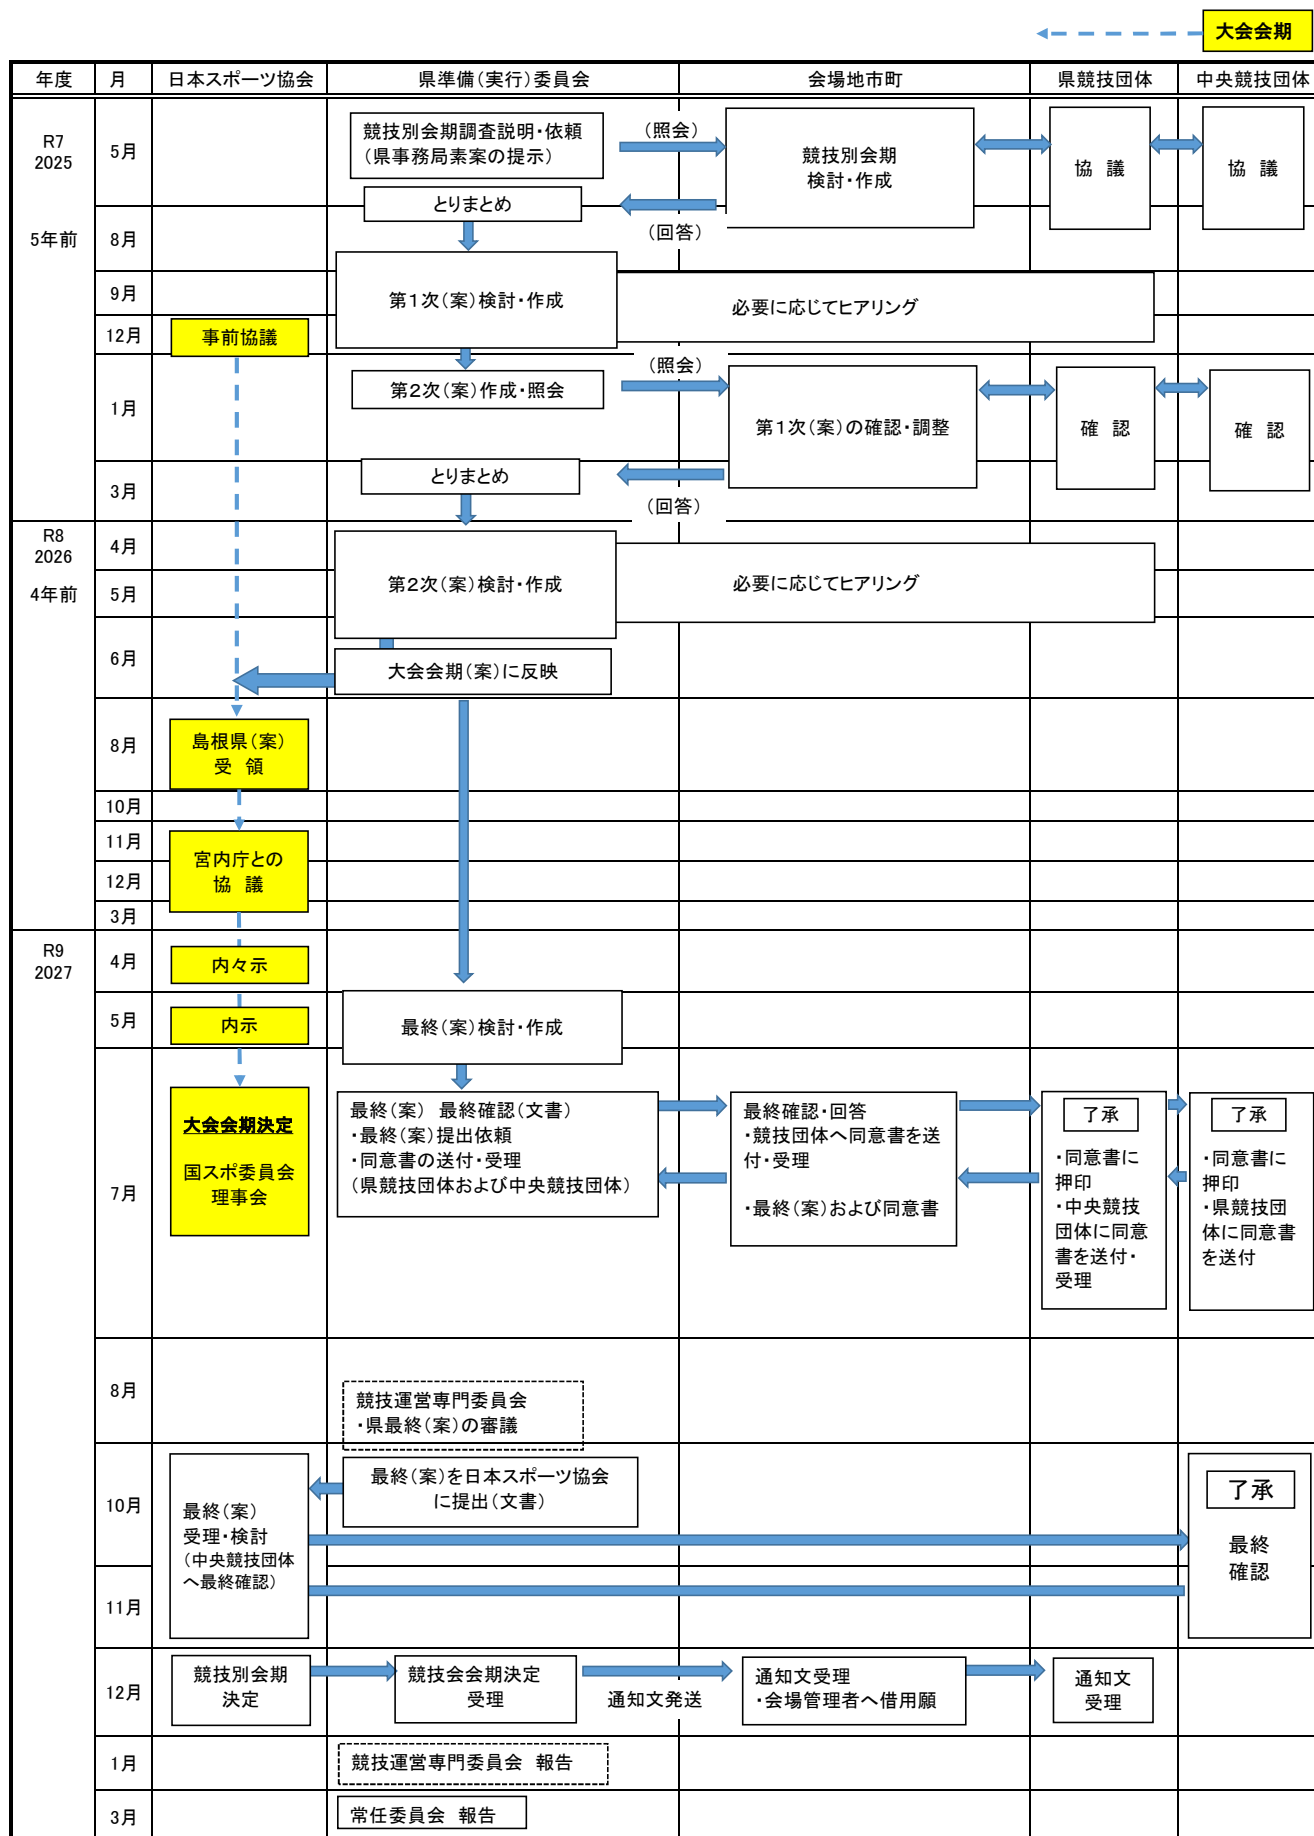 大会会期
年度 月 日本スポーツ協会 県準備(実行)委員会 会場地市町 県競技団体 中央競技団体
R7
2025
5年前
5月
競技別会期調査説明・依頼
(県事務局素案の提示)
(照会)
競技別会期
検討・作成
協 議
協 議
とりまとめ
(回答)
8月
9月
第1次(案)検討・作成
必要に応じてヒアリング
12月
事前協議
1月
第2次(案)作成・照会
(照会)
第1次(案)の確認・調整
確 認
確 認
3月
とりまとめ
(回答)
R8
2026
4年前
4月
5月
第2次(案)検討・作成
必要に応じてヒアリング
6月
大会会期(案)に反映
8月
島根県(案)
受 領
10月
11月
12月
宮内庁との
協 議
3月
R9
2027
4月
内々示
5月
内示
最終(案)検討・作成
7月
大会会期決定
国スポ委員会
理事会
最終(案) 最終確認(文書)
・最終(案)提出依頼
・同意書の送付・受理
(県競技団体および中央競技団体)
最終確認・回答
・競技団体へ同意書を送
付・受理
・最終(案)および同意書
了承
・同意書に
押印
・中央競技
団体に同意
書を送付・
受理
了承
・同意書に
押印
・県競技団
体に同意書
を送付
8月
競技運営専門委員会
・県最終(案)の審議
10月
最終(案)を日本スポーツ協会
に提出(文書)
最終(案)
受理・検討
(中央競技団体
へ最終確認)
了承
最終
確認
11月
12月
競技別会期
決定
競技会会期決定
受理
通知文発送
通知文受理
・会場管理者へ借用願
通知文
受理
1月
競技運営専門委員会 報告
3月
常任委員会 報告